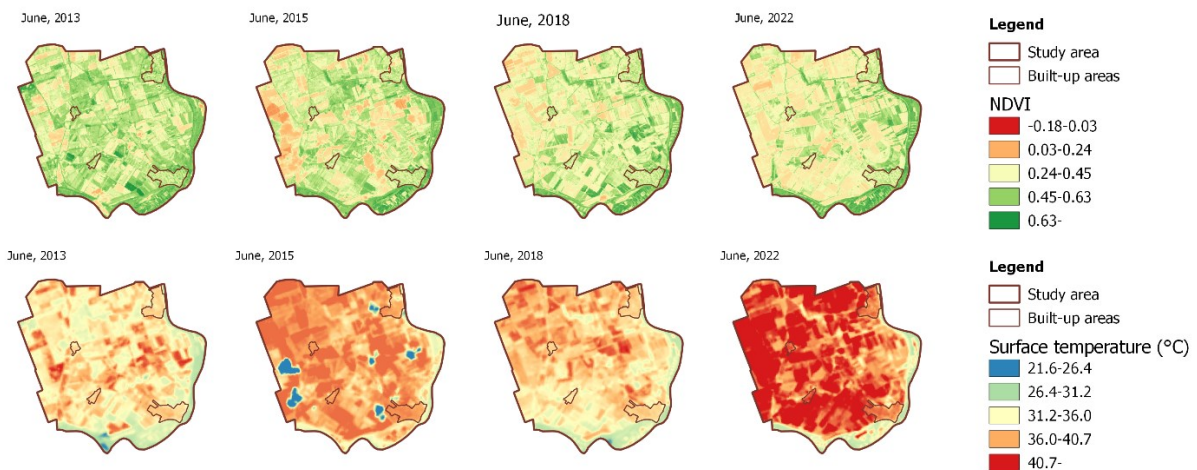 June, 2013
June, 2015
June, 2018
June, 2022
Legend
Study area
Built-up areas
NDVI
-0.18-0.03
0.03-0.24
0.24-0.45
0.45-0.63
0.63-
June, 2013
June, 2015
June, 2018
June, 2022
Legend
Study area
Built-up areas
Surface temperature (°C)
21.6-26.4
26.4-31.2
31.2-36.0
36.0-40.7
40.7-